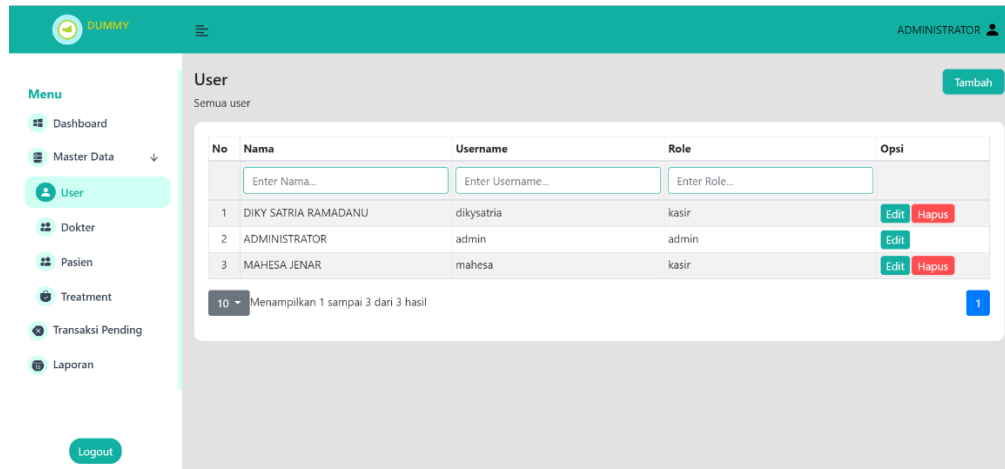 DUMMY
ADMINISTRATOR
Menu
Dashboard
Master Data
User
Dokter
Pasien
Treatment
Transaksi Pending
Laporan
Logout
User
Tambah
Semua user
No Nama Username Role Opsi
Enter Nama... Enter Username... Enter Role...
1 DIKY SATRIA RAMADANU dikysatria kasir Edit Hapus
2 ADMINISTRATOR admin admin Edit
3 MAHESA JENAR mahesa kasir Edit Hapus
10 Menampilkan 1 sampai 3 dari 3 hasil 1